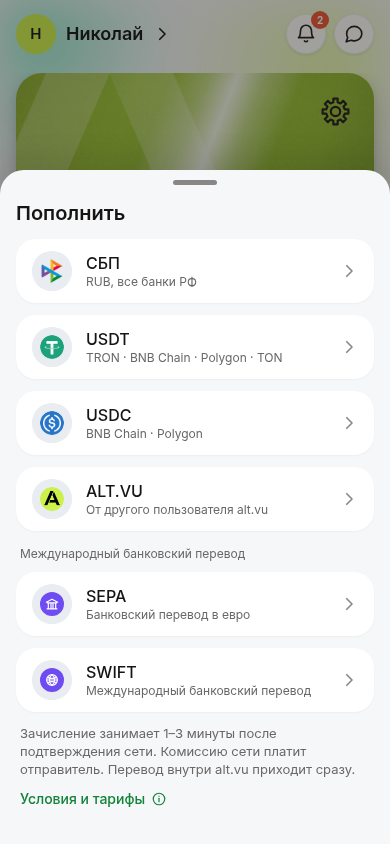 Н
Николай
2
Пополнить
СБП
RUB, все банки РФ
USDT
TRON · BNB Chain · Polygon · TON
USDC
BNB Chain · Polygon
ALT.VU
От другого пользователя alt.vu
Международный банковский перевод
SEPA
Банковский перевод в евро
SWIFT
Международный банковский перевод
Зачисление занимает 1–3 минуты после
подтверждения сети. Комиссию сети платит
отправитель. Перевод внутри alt.vu приходит сразу.
Условия и тарифы